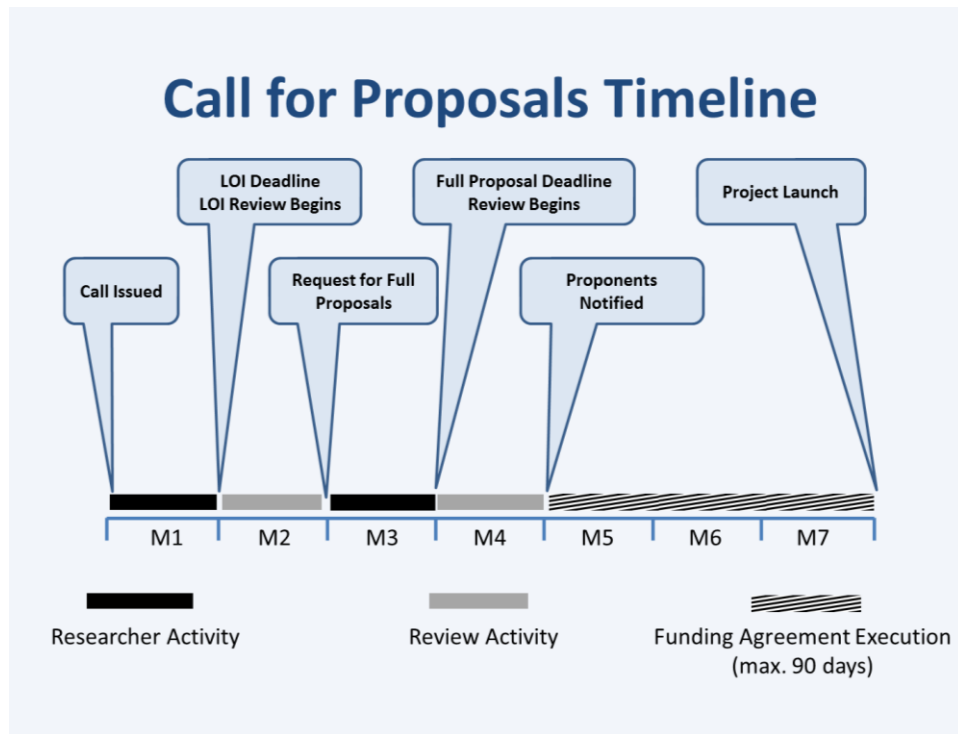 Call for Proposals Timeline
LOI Deadline
LOI Review Begins
Full Proposal Deadline
Review Begins
Project Launch
Call Issued
Request for Full
Proposals
Proponents
Notified
M1
M2
M3
M4
M5
M6
M7
Researcher Activity
Review Activity
Funding Agreement Execution
(max. 90 days)